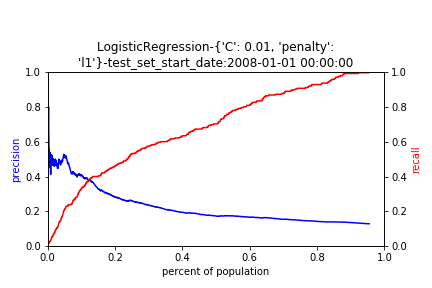 LogisticRegression-{'C': 0.01, 'penalty':
'l1'}-test_set_start_date:2008-01-01 00:00:00
1.0
0.8
0.6
0.4
0.2
0.0
precision
1.0
0.8
0.6
0.4
0.2
0.0
recall
0.0 0.2 0.4 0.6 0.8 1.0
percent of population